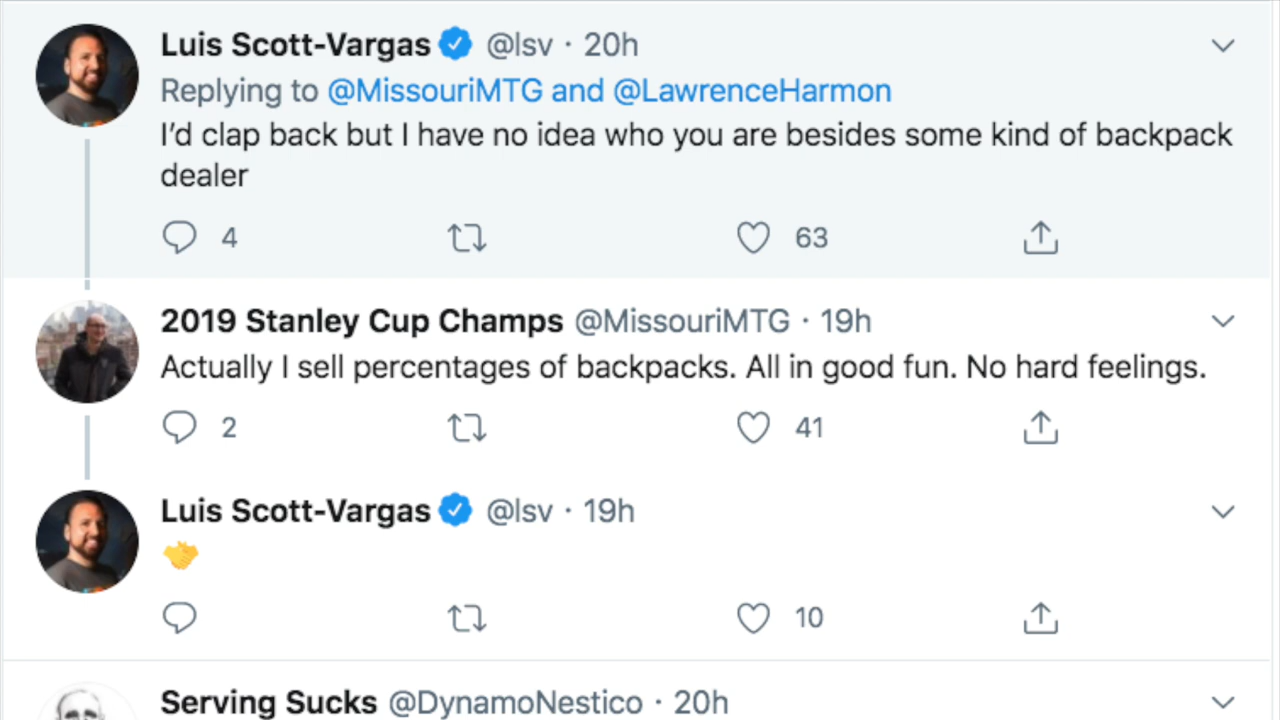 Luis Scott-Vargas @lsv · 20h
Replying to @MissouriMTG and @LawrenceHarmon
I’d clap back but I have no idea who you are besides some kind of backpack
dealer
4 63
2019 Stanley Cup Champs @MissouriMTG · 19h
Actually I sell percentages of backpacks. All in good fun. No hard feelings.
2 41
Luis Scott-Vargas @lsv · 19h
🤝
10
Serving Sucks @DynamoNestico · 20h